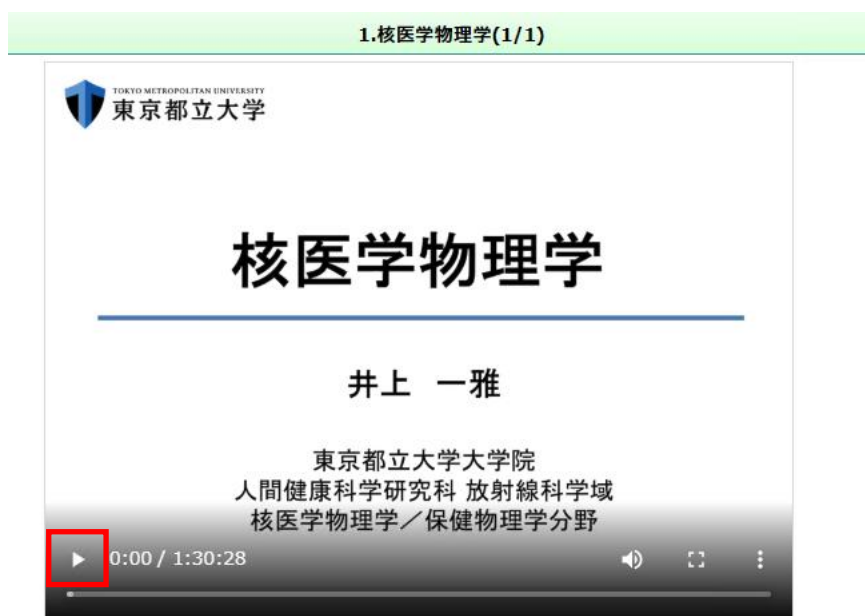 1.核医学物理学(1/1)
TOKYO METROPOLITAN UNIVERSITY
東京都立大学
核医学物理学
井上 一雅
東京都立大学大学院
人間健康科学研究科 放射線科学域
核医学物理学／保健物理学分野
0:00 / 1:30:28